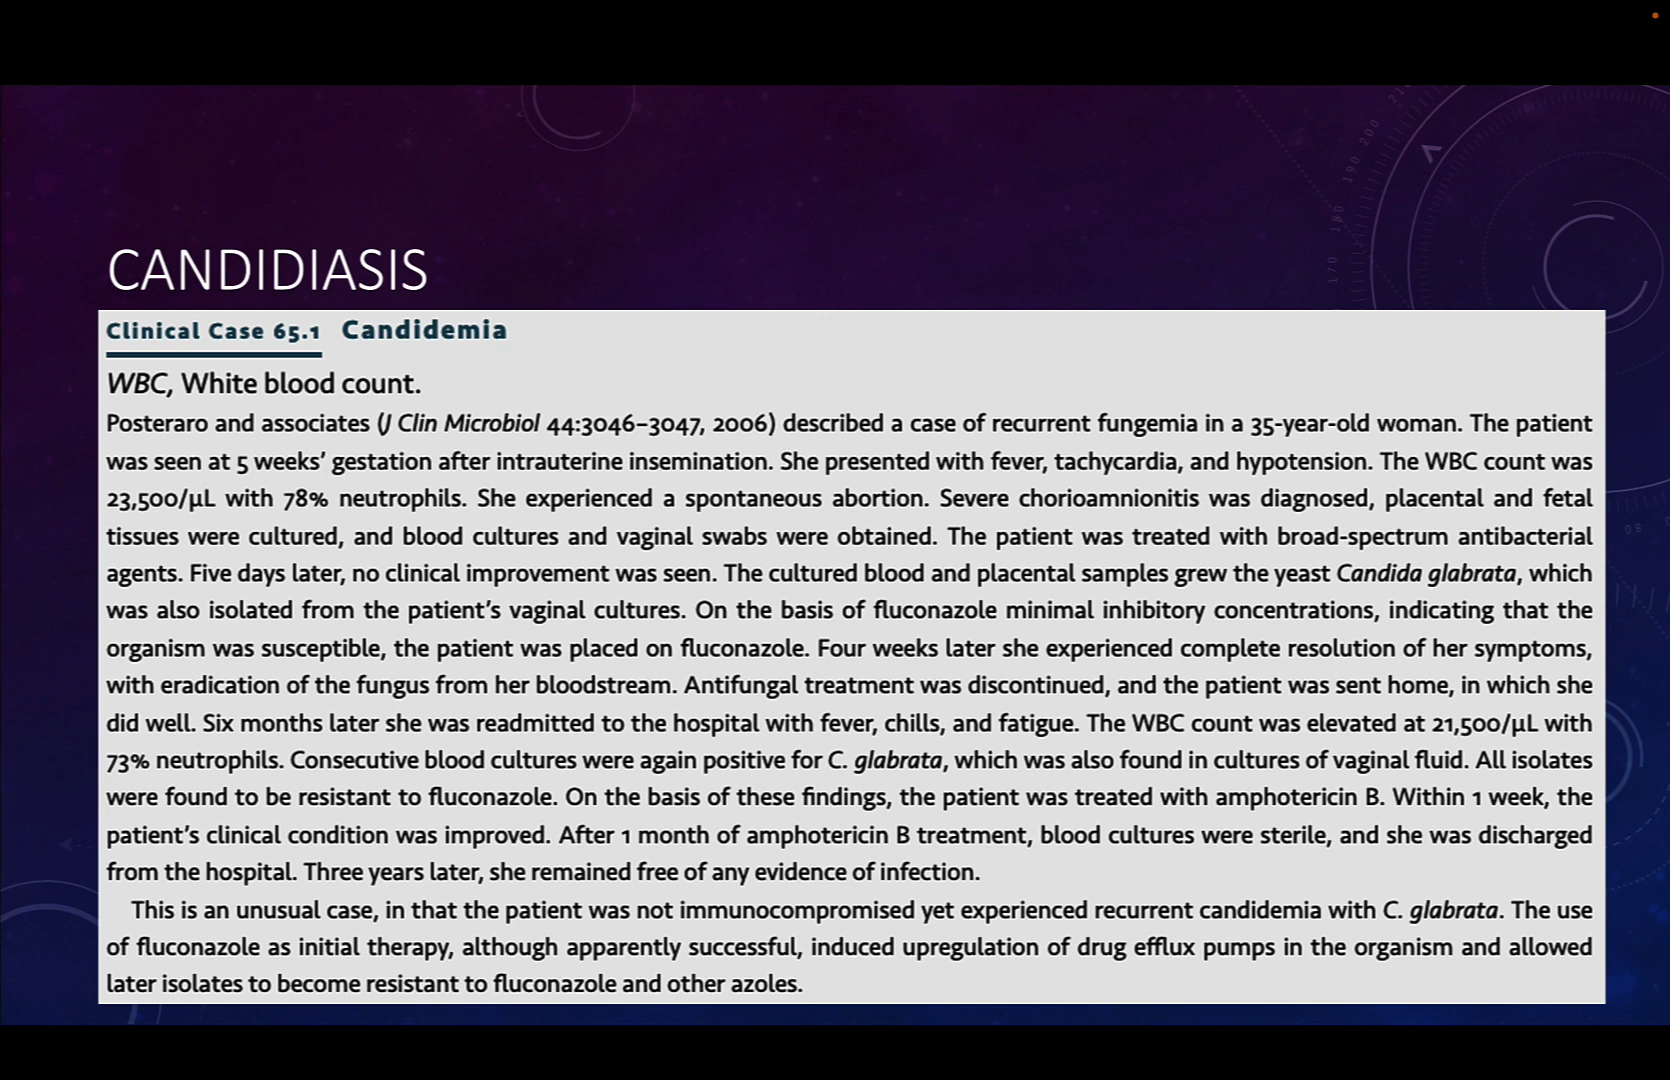 CANDIDIASIS
Clinical Case 65.1 Candidemia
WBC, White blood count.
Posteraro and associates (J Clin Microbiol 44:3046–3047, 2006) described a case of recurrent fungemia in a 35-year-old woman. The patient
was seen at 5 weeks’ gestation after intrauterine insemination. She presented with fever, tachycardia, and hypotension. The WBC count was
23,500/μL with 78% neutrophils. She experienced a spontaneous abortion. Severe chorioamnionitis was diagnosed, placental and fetal
tissues were cultured, and blood cultures and vaginal swabs were obtained. The patient was treated with broad-spectrum antibacterial
agents. Five days later, no clinical improvement was seen. The cultured blood and placental samples grew the yeast Candida glabrata, which
was also isolated from the patient’s vaginal cultures. On the basis of fluconazole minimal inhibitory concentrations, indicating that the
organism was susceptible, the patient was placed on fluconazole. Four weeks later she experienced complete resolution of her symptoms,
with eradication of the fungus from her bloodstream. Antifungal treatment was discontinued, and the patient was sent home, in which she
did well. Six months later she was readmitted to the hospital with fever, chills, and fatigue. The WBC count was elevated at 21,500/μL with
73% neutrophils. Consecutive blood cultures were again positive for C. glabrata, which was also found in cultures of vaginal fluid. All isolates
were found to be resistant to fluconazole. On the basis of these findings, the patient was treated with amphotericin B. Within 1 week, the
patient’s clinical condition was improved. After 1 month of amphotericin B treatment, blood cultures were sterile, and she was discharged
from the hospital. Three years later, she remained free of any evidence of infection.
This is an unusual case, in that the patient was not immunocompromised yet experienced recurrent candidemia with C. glabrata. The use
of fluconazole as initial therapy, although apparently successful, induced upregulation of drug efflux pumps in the organism and allowed
later isolates to become resistant to fluconazole and other azoles.
210
200
190
180
170